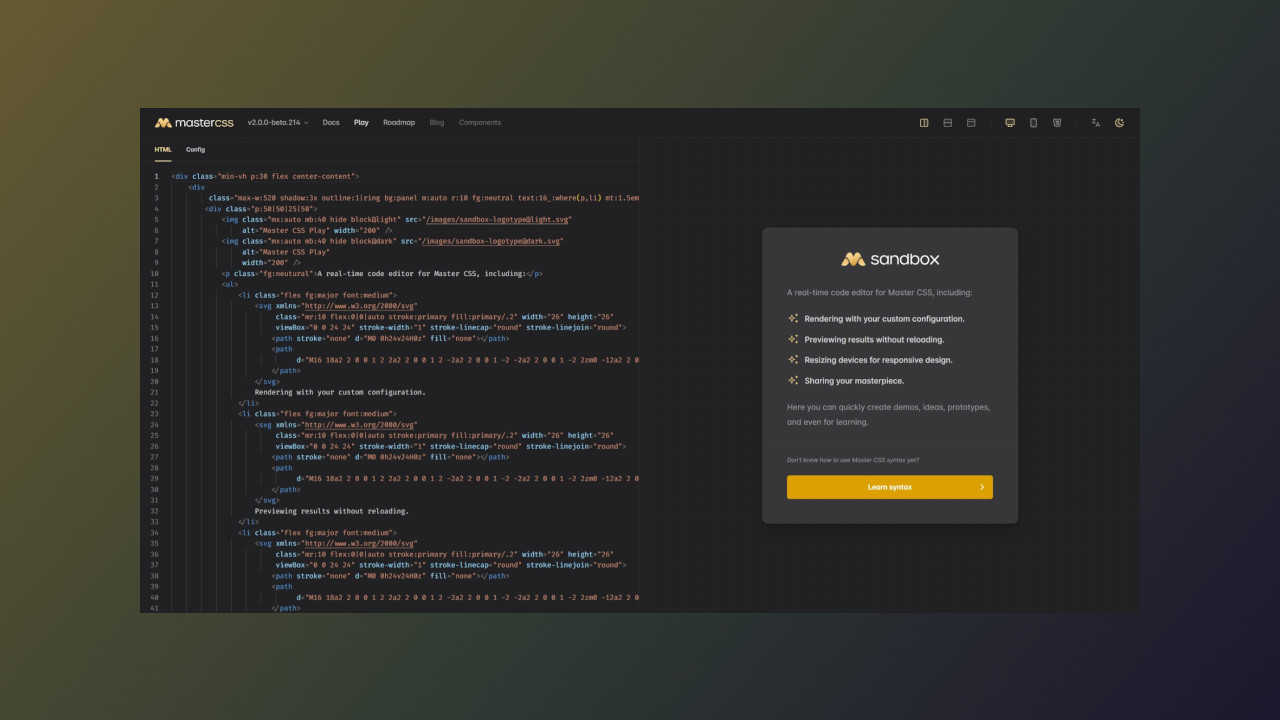 mastercss v2.0.0-beta.214 Docs Play Roadmap Blog Components
HTML Config
1 <div class="min-vh p:30 flex center-content">
2 <div
3 class="max-w:520 shadow:3x outline:1|ring bg:panel m:auto r:10 fg:neutral text:16_:where(p,li) mt:1.5em
4 <div class="p:50|50|25|50">
5 <img class="mx:auto mb:40 hide block@light" src="/images/sandbox-logotype@light.svg"
6 alt="Master CSS Play" width="200" />
7 <img class="mx:auto mb:40 hide block@dark" src="/images/sandbox-logotype@dark.svg"
8 alt="Master CSS Play"
9 width="200" />
10 <p class="fg:neutural">A real-time code editor for Master CSS, including:</p>
11 <ul>
12 <li class="flex fg:major font:medium">
13 <svg xmlns="http://www.w3.org/2000/svg"
14 class="mr:10 flex:0|0|auto stroke:primary fill:primary/.2" width="26" height="26"
15 viewBox="0 0 24 24" stroke-width="1" stroke-linecap="round" stroke-linejoin="round">
16 <path stroke="none" d="M0 0h24v24H0z" fill="none"></path>
17 <path
18 d="M16 18a2 2 0 0 1 2 2a2 2 0 0 1 2 -2a2 2 0 0 1 -2 -2a2 2 0 0 1 -2 2zm0 -12a2 2 0
19 </path>
20 </svg>
21 Rendering with your custom configuration.
22 </li>
23 <li class="flex fg:major font:medium">
24 <svg xmlns="http://www.w3.org/2000/svg"
25 class="mr:10 flex:0|0|auto stroke:primary fill:primary/.2" width="26" height="26"
26 viewBox="0 0 24 24" stroke-width="1" stroke-linecap="round" stroke-linejoin="round">
27 <path stroke="none" d="M0 0h24v24H0z" fill="none"></path>
28 <path
29 d="M16 18a2 2 0 0 1 2 2a2 2 0 0 1 2 -2a2 2 0 0 1 -2 -2a2 2 0 0 1 -2 2zm0 -12a2 2 0
30 </path>
31 </svg>
32 Previewing results without reloading.
33 </li>
34 <li class="flex fg:major font:medium">
35 <svg xmlns="http://www.w3.org/2000/svg"
36 class="mr:10 flex:0|0|auto stroke:primary fill:primary/.2" width="26" height="26"
37 viewBox="0 0 24 24" stroke-width="1" stroke-linecap="round" stroke-linejoin="round">
38 <path stroke="none" d="M0 0h24v24H0z" fill="none"></path>
39 <path
40 d="M16 18a2 2 0 0 1 2 2a2 2 0 0 1 2 -2a2 2 0 0 1 -2 -2a2 2 0 0 1 -2 2zm0 -12a2 2 0
41 </path>
sandbox
A real-time code editor for Master CSS, including:
Rendering with your custom configuration.
Previewing results without reloading.
Resizing devices for responsive design.
Sharing your masterpiece.
Here you can quickly create demos, ideas, prototypes,
and even for learning.
Don't know how to use Master CSS syntax yet?
Learn syntax